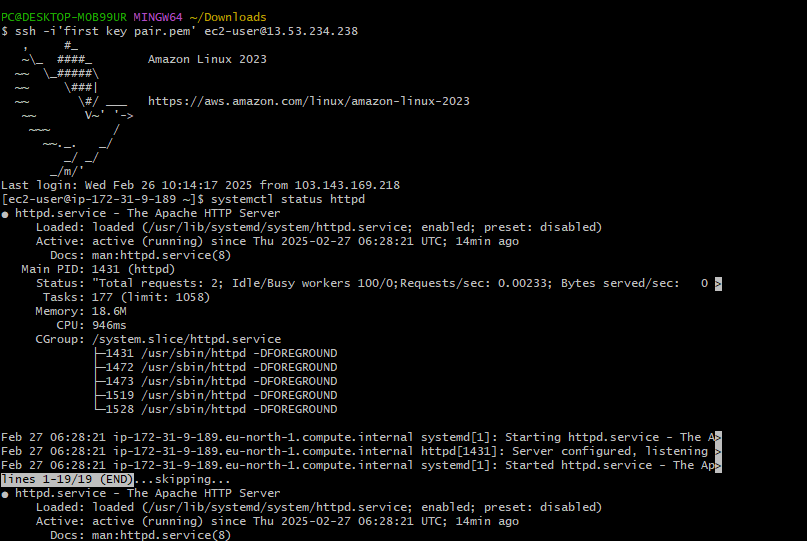 PC@DESKTOP-MOB99UR MINGW64 ~/Downloads
$ ssh -i'first key pair.pem' ec2-user@13.53.234.238
   ,     #_
   ~\_  ####_        Amazon Linux 2023
  ~~  \_#####\
  ~~     \###|
  ~~       \#/ ___   https://aws.amazon.com/linux/amazon-linux-2023
   ~~       V~' '->
    ~~~         /
      ~~._.   _/
         _/ _/
       _/m/'
Last login: Wed Feb 26 10:14:17 2025 from 103.143.169.218
[ec2-user@ip-172-31-9-189 ~]$ systemctl status httpd
● httpd.service - The Apache HTTP Server
     Loaded: loaded (/usr/lib/systemd/system/httpd.service; enabled; preset: disabled)
     Active: active (running) since Thu 2025-02-27 06:28:21 UTC; 14min ago
       Docs: man:httpd.service(8)
   Main PID: 1431 (httpd)
     Status: "Total requests: 2; Idle/Busy workers 100/0;Requests/sec: 0.00233; Bytes served/sec:   0 >
      Tasks: 177 (limit: 1058)
     Memory: 18.6M
        CPU: 946ms
     CGroup: /system.slice/httpd.service
             ├─1431 /usr/sbin/httpd -DFOREGROUND
             ├─1472 /usr/sbin/httpd -DFOREGROUND
             ├─1473 /usr/sbin/httpd -DFOREGROUND
             ├─1519 /usr/sbin/httpd -DFOREGROUND
             └─1528 /usr/sbin/httpd -DFOREGROUND

Feb 27 06:28:21 ip-172-31-9-189.eu-north-1.compute.internal systemd[1]: Starting httpd.service - The A>
Feb 27 06:28:21 ip-172-31-9-189.eu-north-1.compute.internal httpd[1431]: Server configured, listening >
Feb 27 06:28:21 ip-172-31-9-189.eu-north-1.compute.internal systemd[1]: Started httpd.service - The Ap>
lines 1-19/19 (END)...skipping...
● httpd.service - The Apache HTTP Server
     Loaded: loaded (/usr/lib/systemd/system/httpd.service; enabled; preset: disabled)
     Active: active (running) since Thu 2025-02-27 06:28:21 UTC; 14min ago
       Docs: man:httpd.service(8)